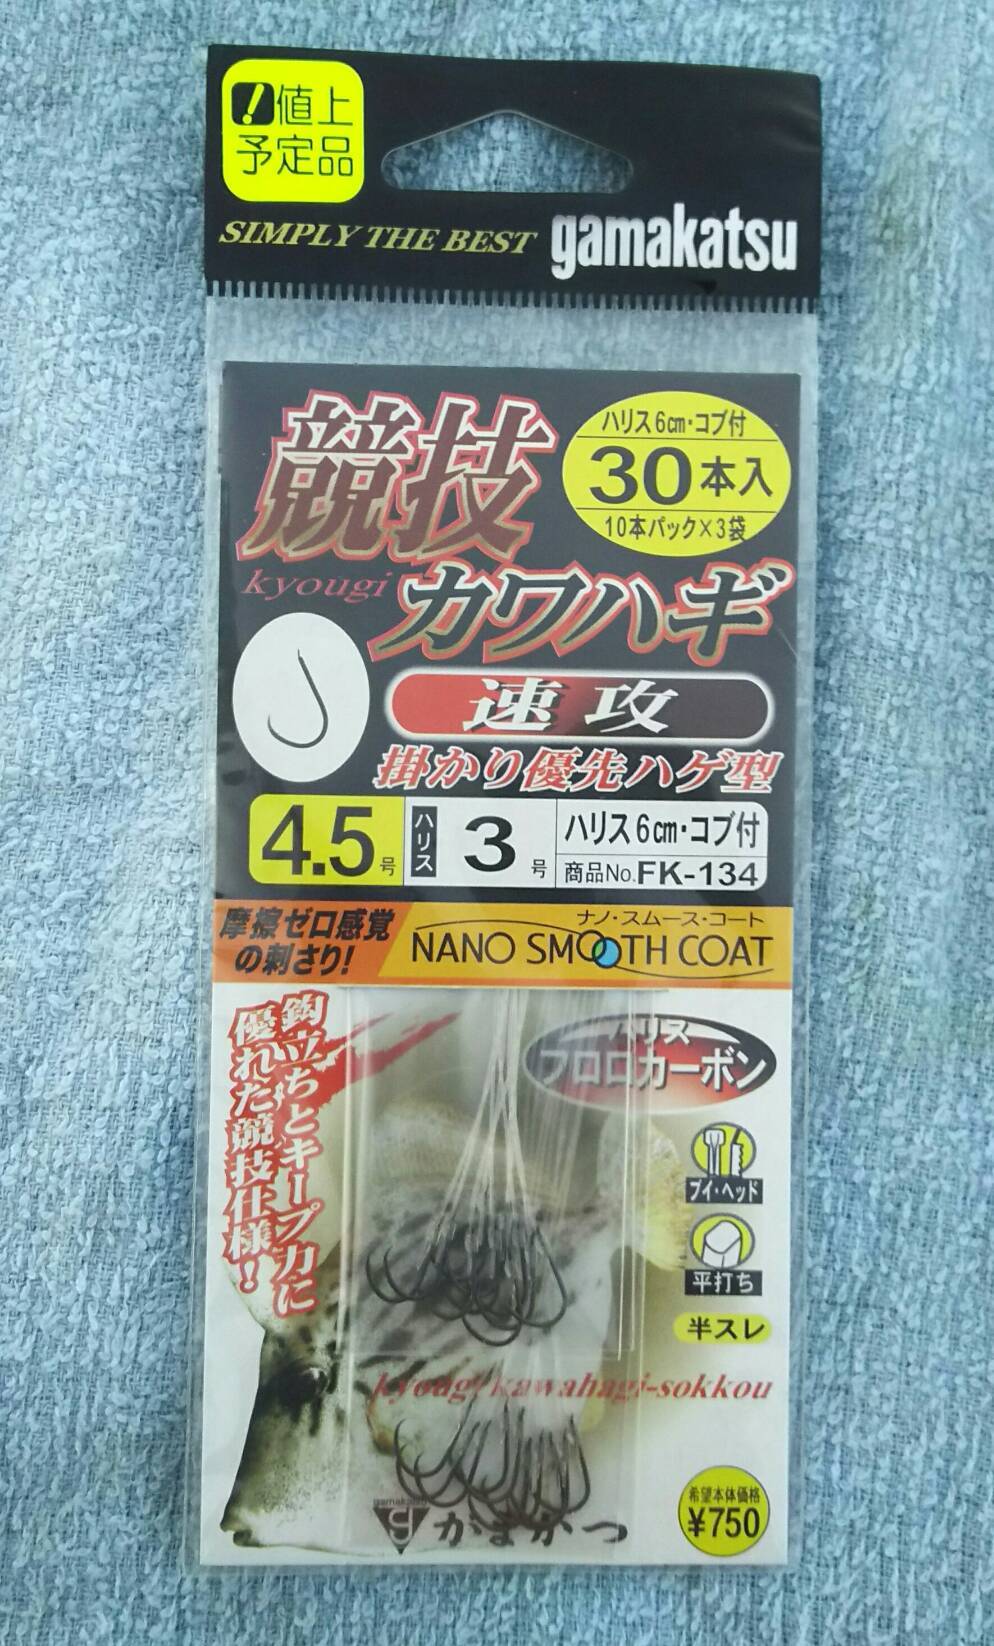 !値上
予定品
SIMPLY THE BEST gamakatsu
競技
kyougi
カワハギ
ハリス6cm・コブ付
30本入
10本パック×3袋
速攻
掛かり優先ハゲ型
4.5号
ハリス 3号
ハリス6cm・コブ付
商品No.FK-134
摩擦ゼロ感覚
の刺さり!
ナノ・スムース・コート
NANO SMOOTH COAT
鈎立ちとキープ力に
優れた競技仕様!
ハリス
フロロカーボン
ブイ・ヘッド
平打ち
半スレ
kyougi kawahagi-sokkou
gamakatsu
がまかつ
希望本体価格
¥750